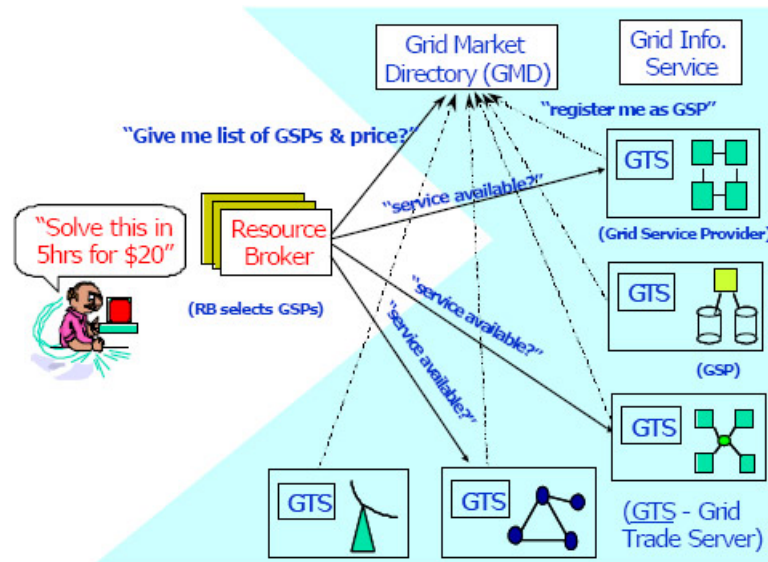 Grid Market
Directory (GMD)
Grid Info.
Service
“register me as GSP”
“Give me list of GSPs & price?”
GTS
“service available?”
“Solve this in
5hrs for $20”
Resource
Broker
(Grid Service Provider)
(RB selects GSPs)
GTS
“service available?”
“service available?”
(GSP)
GTS
GTS
GTS
(GTS - Grid
Trade Server)